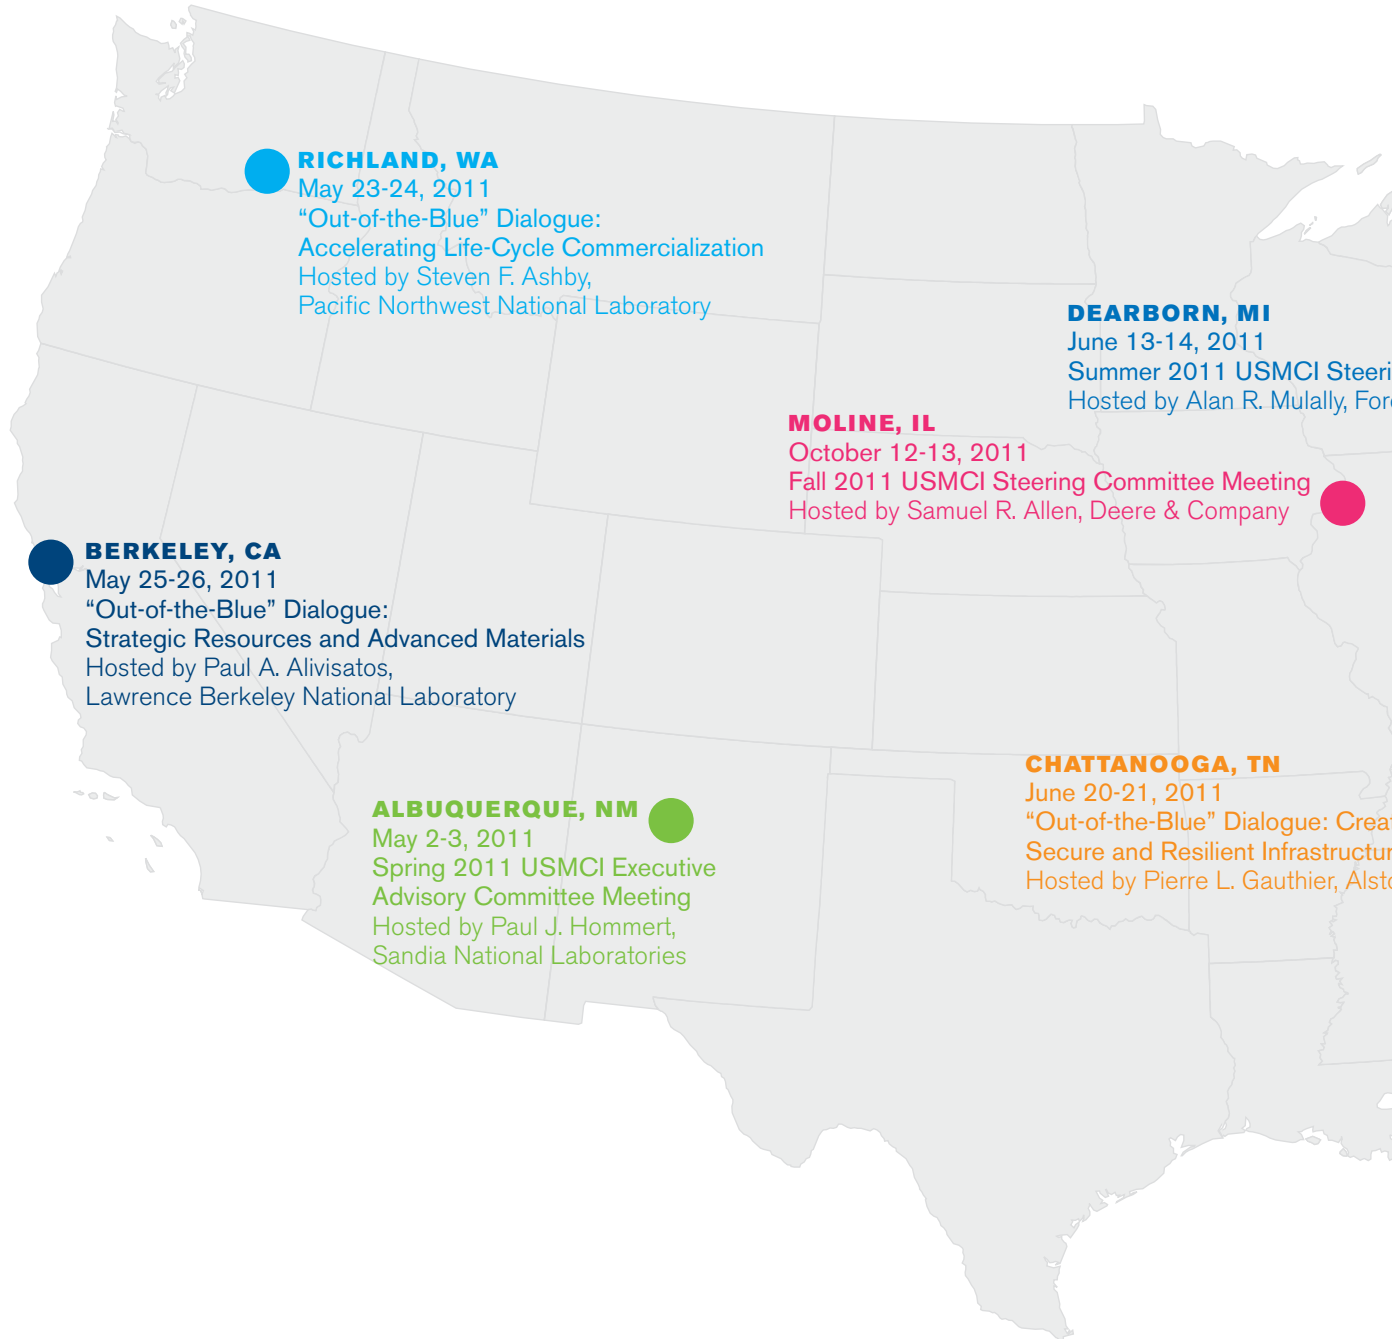 RICHLAND, WA
May 23-24, 2011
“Out-of-the-Blue” Dialogue:
Accelerating Life-Cycle Commercialization
Hosted by Steven F. Ashby,
Pacific Northwest National Laboratory
DEARBORN, MI
June 13-14, 2011
Summer 2011 USMCI
Hosted by Alan R. Mulally,
MOLINE, IL
October 12-13, 2011
Fall 2011 USMCI Steering Committee Meeting
Hosted by Samuel R. Allen, Deere & Company
BERKELEY, CA
May 25-26, 2011
“Out-of-the-Blue” Dialogue:
Strategic Resources and Advanced Materials
Hosted by Paul A. Alivisatos,
Lawrence Berkeley National Laboratory
CHATTANOOGA, TN
June 20-21, 2011
“Out-of-the-Blue” Dialogue:
Secure and Resilient
Hosted by Pierre L. Gauthier,
ALBUQUERQUE, NM
May 2-3, 2011
Spring 2011 USMCI Executive
Advisory Committee Meeting
Hosted by Paul J. Hommert,
Sandia National Laboratories